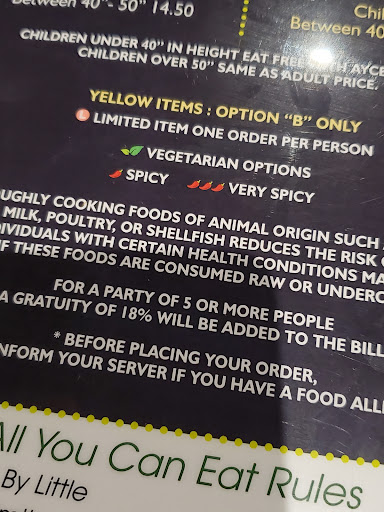 Between 40"- 50" 14.50
Chil
Between 40
CHILDREN UNDER 40" IN HEIGHT EAT FREE WITH AYCE
CHILDREN OVER 50" SAME AS ADULT PRICE.
YELLOW ITEMS : OPTION "B" ONLY
L LIMITED ITEM ONE ORDER PER PERSON
VEGETARIAN OPTIONS
SPICY VERY SPICY
OUGHLY COOKING FOODS OF ANIMAL ORIGIN SUCH
MILK, POULTRY, OR SHELLFISH REDUCES THE RISK
IVIDUALS WITH CERTAIN HEALTH CONDITIONS MA
IF THESE FOODS ARE CONSUMED RAW OR UNDERC
FOR A PARTY OF 5 OR MORE PEOPLE
A GRATUITY OF 18% WILL BE ADDED TO THE BILL
* BEFORE PLACING YOUR ORDER,
NFORM YOUR SERVER IF YOU HAVE A FOOD ALL
All You Can Eat Rules
By Little